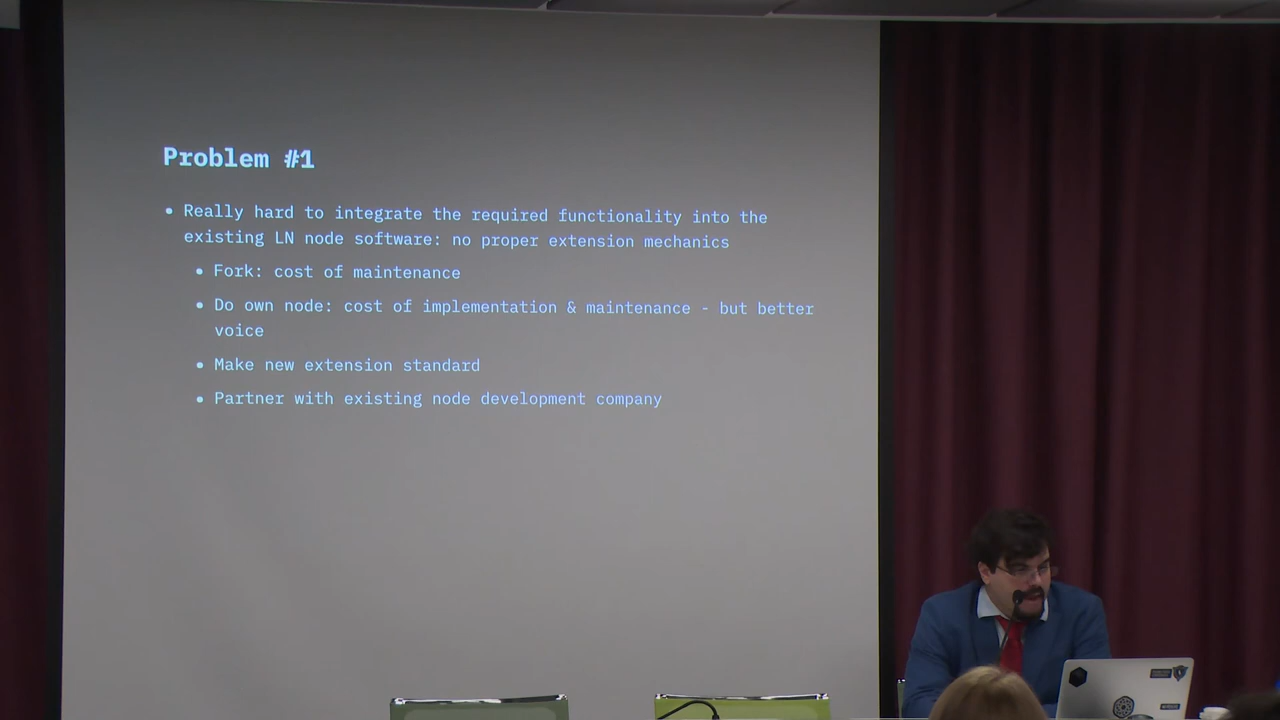 Problem #1
• Really hard to integrate the required functionality into the
existing LN node software: no proper extension mechanics
• Fork: cost of maintenance
• Do own node: cost of implementation & maintenance - but better
voice
• Make new extension standard
• Partner with existing node development company